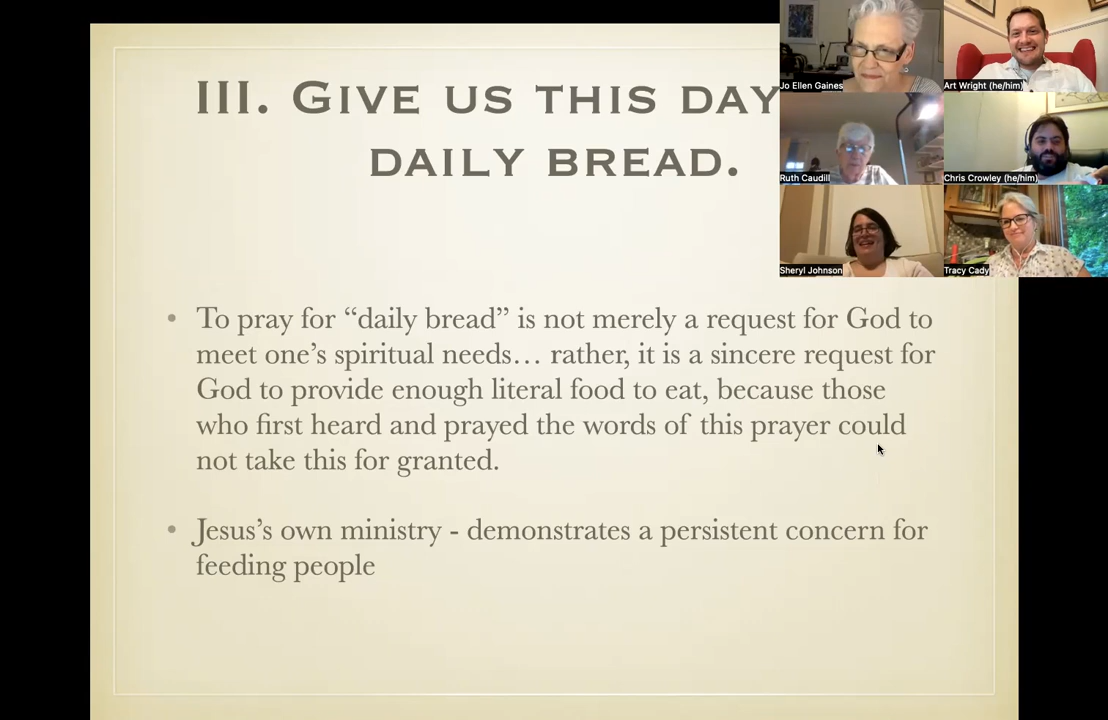 III. GIVE US THIS DAY
DAILY BREAD.
• To pray for “daily bread” is not merely a request for God to
meet one’s spiritual needs… rather, it is a sincere request for
God to provide enough literal food to eat, because those
who first heard and prayed the words of this prayer could
not take this for granted.
• Jesus’s own ministry - demonstrates a persistent concern for
feeding people
Jo Ellen Gaines
Art Wright (he/him)
Ruth Caudill
Chris Crowley (he/him)
Sheryl Johnson
Tracy Cady